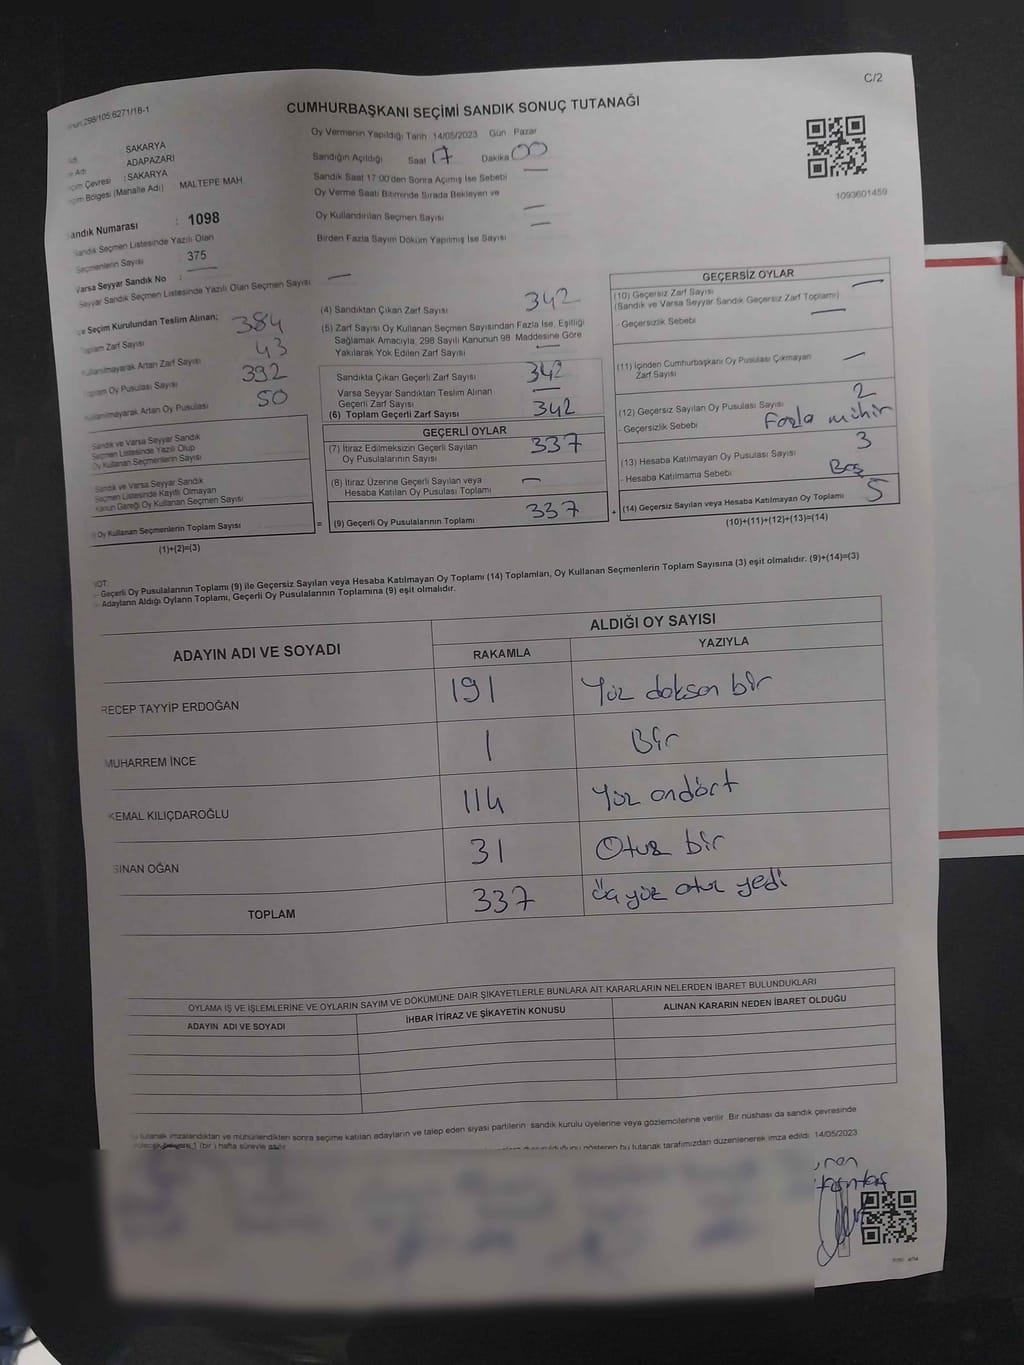 C/2
298/105;6271/18-1
CUMHURBAŞKANI SEÇİMİ SANDIK SONUÇ TUTANAĞI
SAKARYA
ADAPAZARI
Çevresi : SAKARYA
Bölgesi (Mahalle Adı) MALTEPE MAH
Sandık Numarası : 1098
Sandık Seçmen Listesinde Yazılı Olan
Seçmenlerin Sayısı 375
Varsa Seyyar Sandık No :
Seyyar Sandık Seçmen Listesinde Yazılı Olan Seçmen Sayısı —
Oy Vermenin Yapıldığı Tarih 14/05/2023 Gün Pazar
Sandığın Açıldığı Saat 17 Dakika 00
Sandık Saat 17:00'den Sonra Açımış İse Sebebi —
Oy Verme Saati Bitiminde Sırada Bekleyen ve
Oy Kullandırılan Seçmen Sayısı —
Birden Fazla Sayım Döküm Yapılmış İse Sayısı —
1093601459
Seçim Kurulundan Teslim Alınan;
Toplam Zarf Sayısı 384
Kullanılmayarak Artan Zarf Sayısı 43
Toplam Oy Pusulası Sayısı 392
Kullanılmayarak Artan Oy Pusulası 50
Sandık ve Varsa Seyyar Sandık
Seçmen Listesinde Yazılı Olup
Oy Kullanan Seçmenlerin Sayısı
Sandık ve Varsa Seyyar Sandık
Seçmen Listesinde Kayıtlı Olmayan
Kanun Gereği Oy Kullanan Seçmen Sayısı
Oy Kullanan Seçmenlerin Toplam Sayısı =
(1)+(2)=(3)
(4) Sandıktan Çıkan Zarf Sayısı 342
(5) Zarf Sayısı Oy Kullanan Seçmen Sayısından Fazla İse, Eşitliği
Sağlamak Amacıyla, 298 Sayılı Kanunun 98. Maddesine Göre
Yakılarak Yok Edilen Zarf Sayısı —
Sandıkta Çıkan Geçerli Zarf Sayısı 342
Varsa Seyyar Sandıktan Teslim Alınan
Geçerli Zarf Sayısı —
(6) Toplam Geçerli Zarf Sayısı 342
GEÇERLİ OYLAR
(7) İtiraz Edilmeksizin Geçerli Sayılan
Oy Pusulalarının Sayısı 337
(8) İtiraz Üzerine Geçerli Sayılan veya
Hesaba Katılan Oy Pusulası Toplamı —
(9) Geçerli Oy Pusulalarının Toplamı 337 +
GEÇERSİZ OYLAR
(10) Geçersiz Zarf Sayısı —
(Sandık ve Varsa Seyyar Sandık Geçersiz Zarf Toplamı)
- Geçersizlik Sebebi —
(11) İçinden Cumhurbaşkanı Oy Pusulası Çıkmayan
Zarf Sayısı —
(12) Geçersiz Sayılan Oy Pusulası Sayısı 2
- Geçersizlik Sebebi Fazla mühür
(13) Hesaba Katılmayan Oy Pusulası Sayısı 3
- Hesaba Katılmama Sebebi Boş
(14) Geçersiz Sayılan veya Hesaba Katılmayan Oy Toplamı 5
(10)+(11)+(12)+(13)=(14)
NOT:
- Geçerli Oy Pusulalarının Toplamı (9) ile Geçersiz Sayılan veya Hesaba Katılmayan Oy Toplamı (14) Toplamları, Oy Kullanan Seçmenlerin Toplam Sayısına (3) eşit olmalıdır. (9)+(14)=(3)
- Adayların Aldığı Oyların Toplamı, Geçerli Oy Pusulalarının Toplamına (9) eşit olmalıdır.
ADAYIN ADI VE SOYADI
ALDIĞI OY SAYISI
RAKAMLA YAZIYLA
RECEP TAYYİP ERDOĞAN 191 Yüz doksan bir
MUHARREM İNCE 1 Bir
KEMAL KILIÇDAROĞLU 114 Yüz ondört
SİNAN OĞAN 31 Otuz bir
TOPLAM 337 Üç yüz otuz yedi
OYLAMA İŞ VE İŞLEMLERİNE VE OYLARIN SAYIM VE DÖKÜMÜNE DAİR ŞİKAYETLERLE BUNLARA AİT KARARLARIN NELERDEN İBARET BULUNDUKLARI
ADAYIN ADI VE SOYADI İHBAR İTİRAZ VE ŞİKAYETİN KONUSU ALINAN KARARIN NEDEN İBARET OLDUĞU
tutanak imzalandıktan ve mühürlendikten sonra seçime katılan adayların ve talep eden siyasi partilerin sandık kurulu üyelerine veya gözlemcilerine verilir. Bir nüshası da sandık çevresinde
1 (bir) hafta süreyle asılır.
gösteren bu tutanak tarafımızdan düzenlenerek imza edildi. 14/05/2023